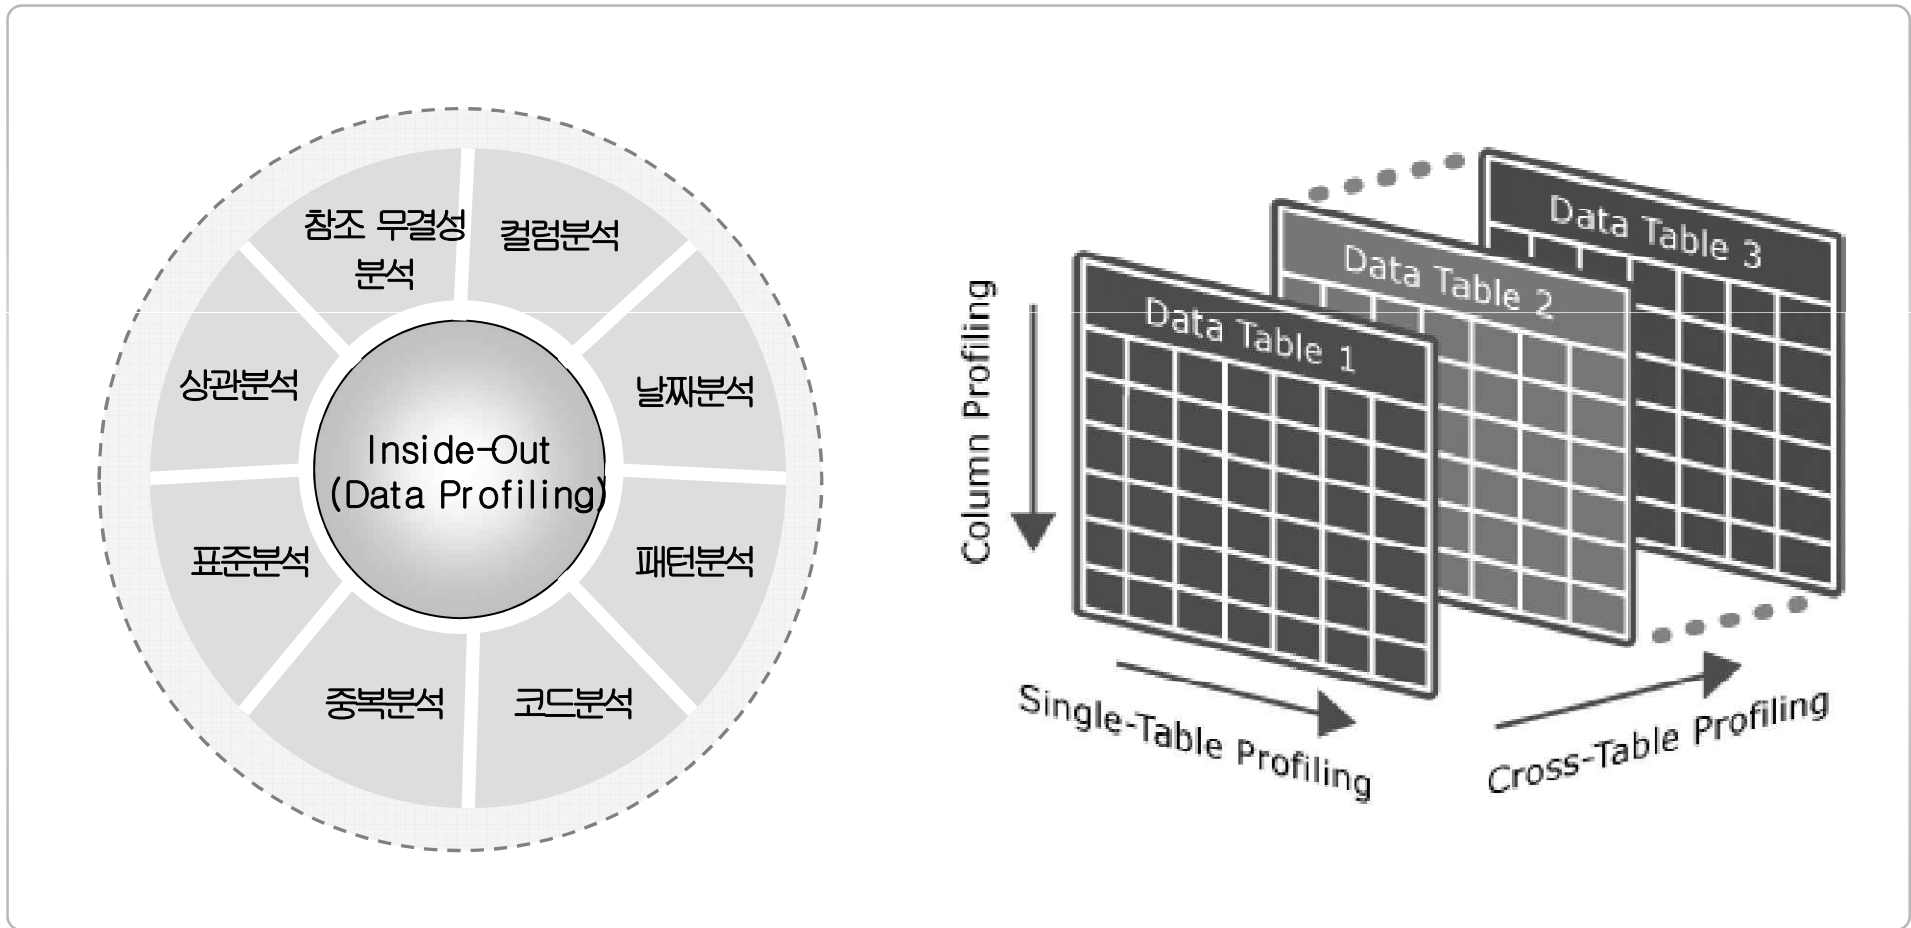 참조 무결성
분석
컬럼분석
상관분석
날짜분석
Inside-Out
(Data Profiling)
표준분석
패턴분석
중복분석
코드분석
Column Profiling
Data Table 1
Data Table 2
Data Table 3
Single-Table Profiling
Cross-Table Profiling